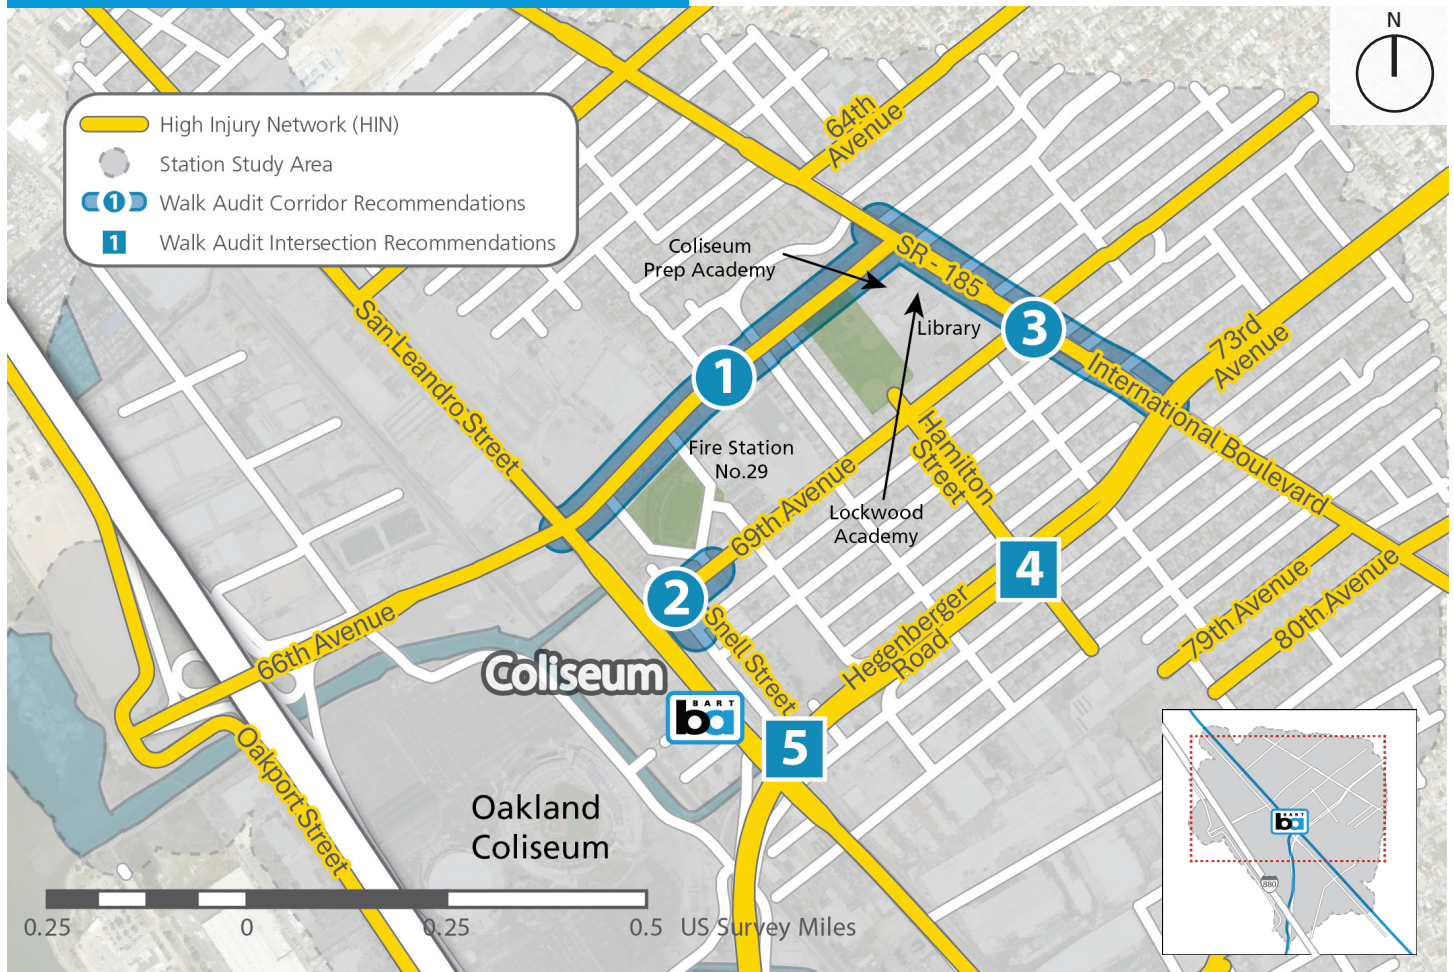 N
High Injury Network (HIN)
Station Study Area
1 Walk Audit Corridor Recommendations
1 Walk Audit Intersection Recommendations
64th
Avenue
Coliseum
Prep Academy
SR - 185
Library
3
73rd
Avenue
San Leandro Street
1
International Boulevard
Fire Station
No.29
Hamilton
Street
69th Avenue
Lockwood
Academy
4
2
66th Avenue
Snell Street
Hegenberger
Road
79th Avenue
80th Avenue
Coliseum
BART
ba
5
Oakport Street
Oakland
Coliseum
BART
ba
880
0.25 0 0.25 0.5 US Survey Miles